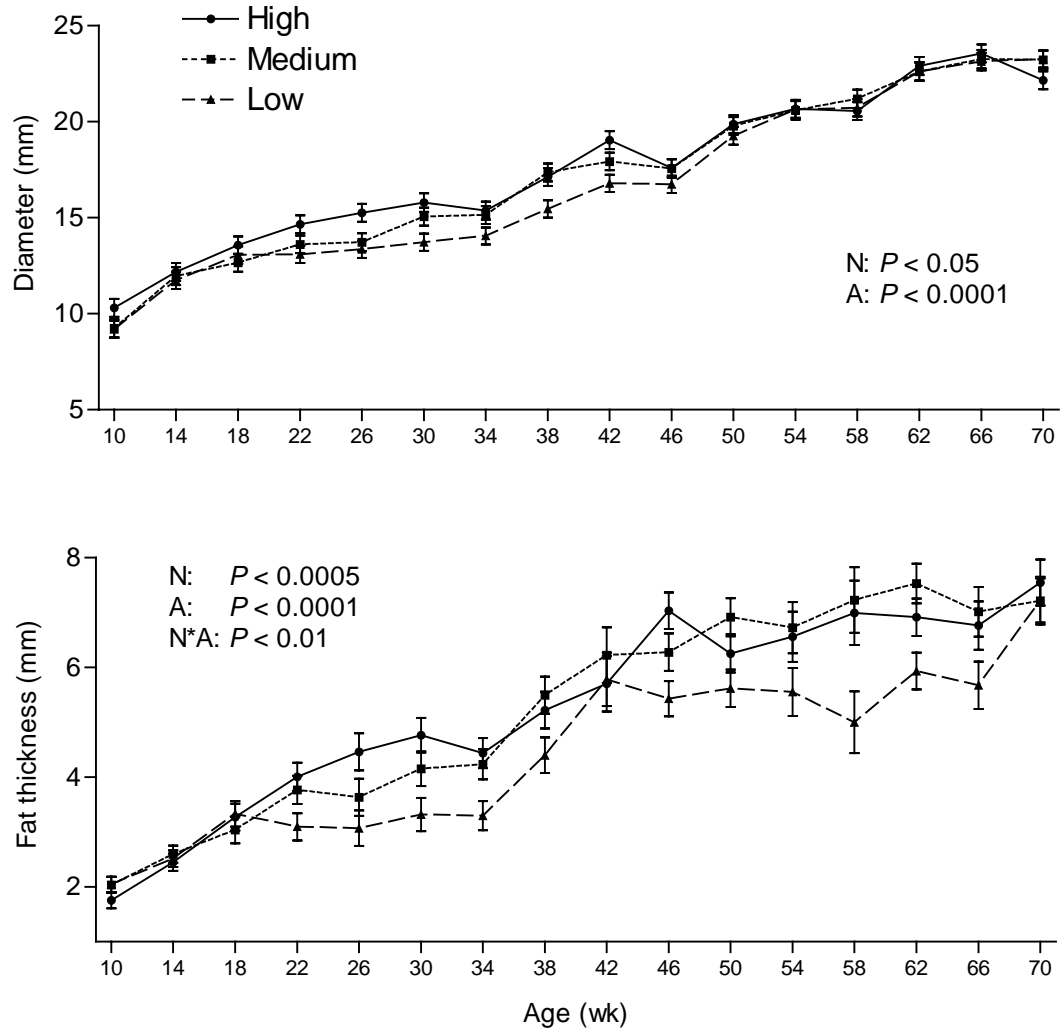 High
Medium
Low
Diameter (mm)
25
20
15
10
5
N: P < 0.05
A: P < 0.0001
10 14 18 22 26 30 34 38 42 46 50 54 58 62 66 70
Fat thickness (mm)
8
6
4
2
N: P < 0.0005
A: P < 0.0001
N*A: P < 0.01
10 14 18 22 26 30 34 38 42 46 50 54 58 62 66 70
Age (wk)